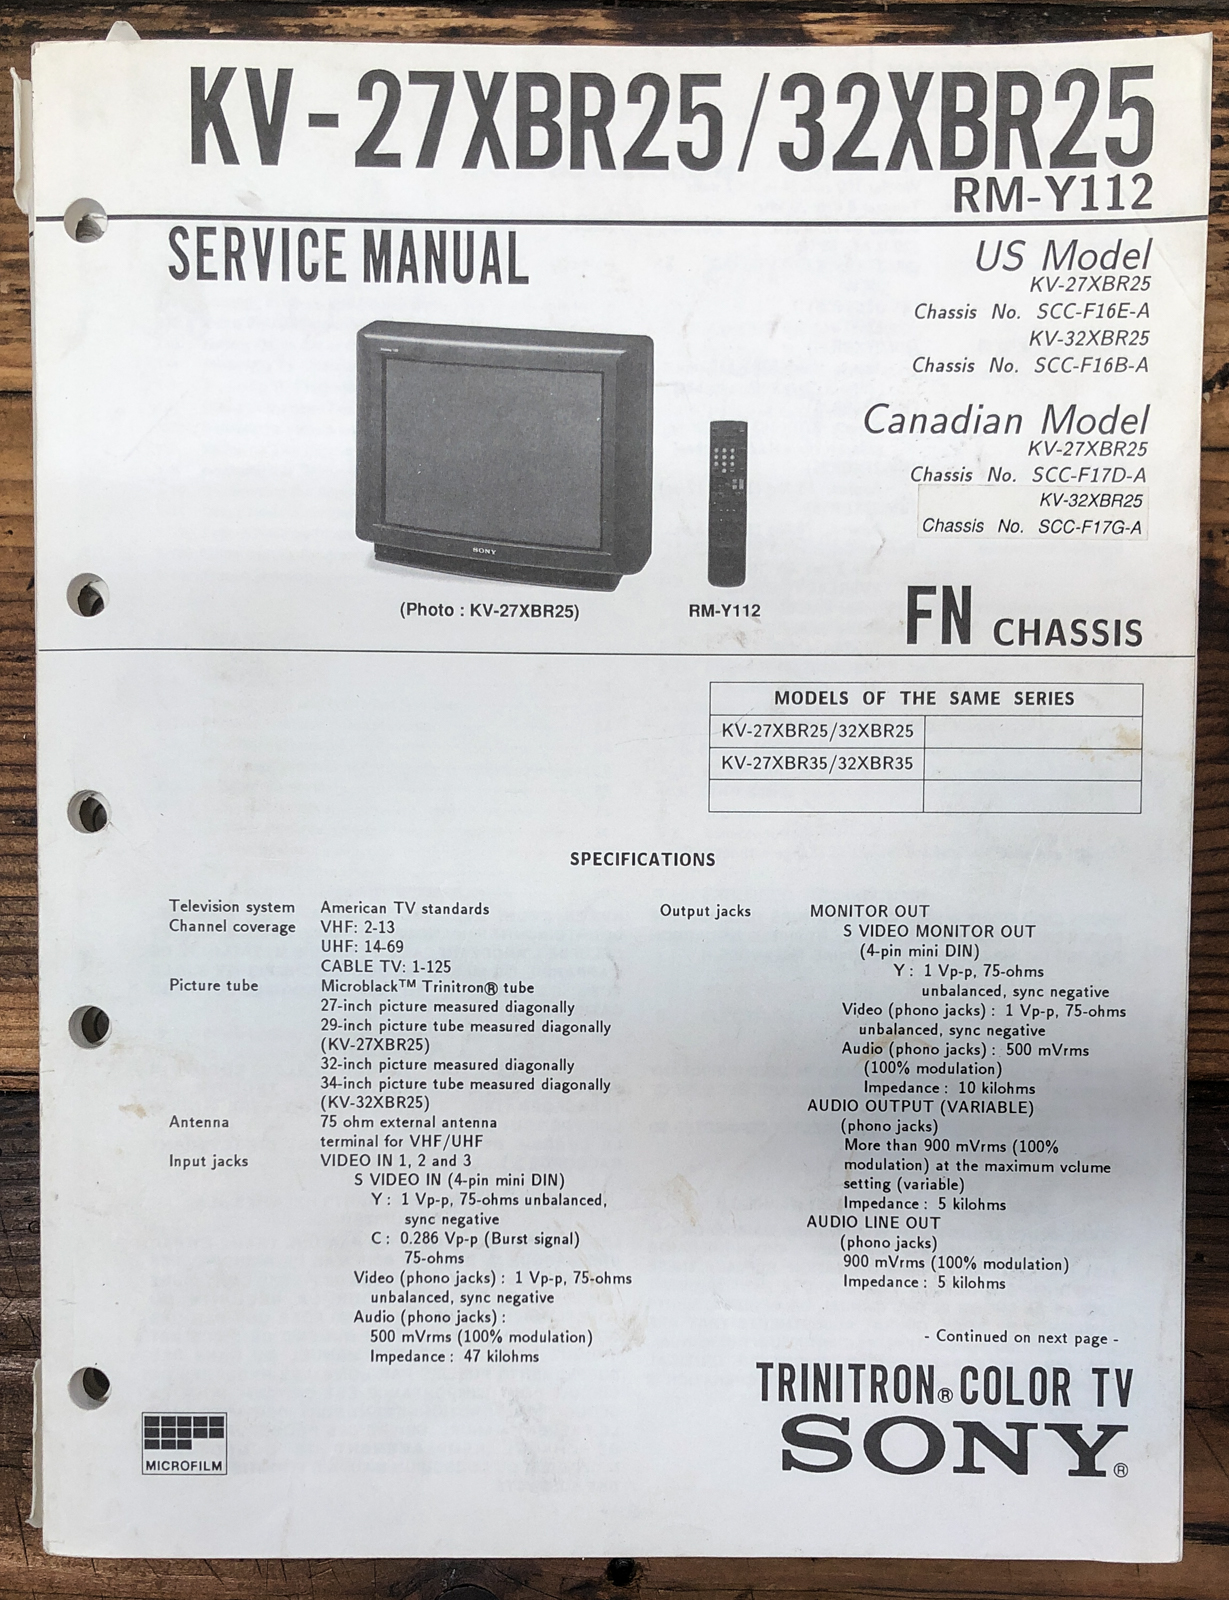 KV-27XBR25/32XBR25
RM-Y112
SERVICE MANUAL
US Model
KV-27XBR25
Chassis No. SCC-F16E-A
KV-32XBR25
Chassis No. SCC-F16B-A
Canadian Model
KV-27XBR25
Chassis No. SCC-F17D-A
KV-32XBR25
Chassis No. SCC-F17G-A
SONY
(Photo : KV-27XBR25)
RM-Y112
FN CHASSIS
MODELS OF THE SAME SERIES
KV-27XBR25/32XBR25
KV-27XBR35/32XBR35
SPECIFICATIONS
Television system American TV standards
Channel coverage VHF: 2-13
UHF: 14-69
CABLE TV: 1-125
Picture tube Microblack™ Trinitron® tube
27-inch picture measured diagonally
29-inch picture tube measured diagonally
(KV-27XBR25)
32-inch picture measured diagonally
34-inch picture tube measured diagonally
(KV-32XBR25)
Antenna 75 ohm external antenna
terminal for VHF/UHF
Input jacks VIDEO IN 1, 2 and 3
S VIDEO IN (4-pin mini DIN)
Y : 1 Vp-p, 75-ohms unbalanced,
sync negative
C : 0.286 Vp-p (Burst signal)
75-ohms
Video (phono jacks) : 1 Vp-p, 75-ohms
unbalanced, sync negative
Audio (phono jacks) :
500 mVrms (100% modulation)
Impedance : 47 kilohms
Output jacks MONITOR OUT
S VIDEO MONITOR OUT
(4-pin mini DIN)
Y : 1 Vp-p, 75-ohms
unbalanced, sync negative
Video (phono jacks) : 1 Vp-p, 75-ohms
unbalanced, sync negative
Audio (phono jacks) : 500 mVrms
(100% modulation)
Impedance : 10 kilohms
AUDIO OUTPUT (VARIABLE)
(phono jacks)
More than 900 mVrms (100%
modulation) at the maximum volume
setting (variable)
Impedance : 5 kilohms
AUDIO LINE OUT
(phono jacks)
900 mVrms (100% modulation)
Impedance : 5 kilohms
- Continued on next page -
TRINITRON® COLOR TV
SONY®
MICROFILM